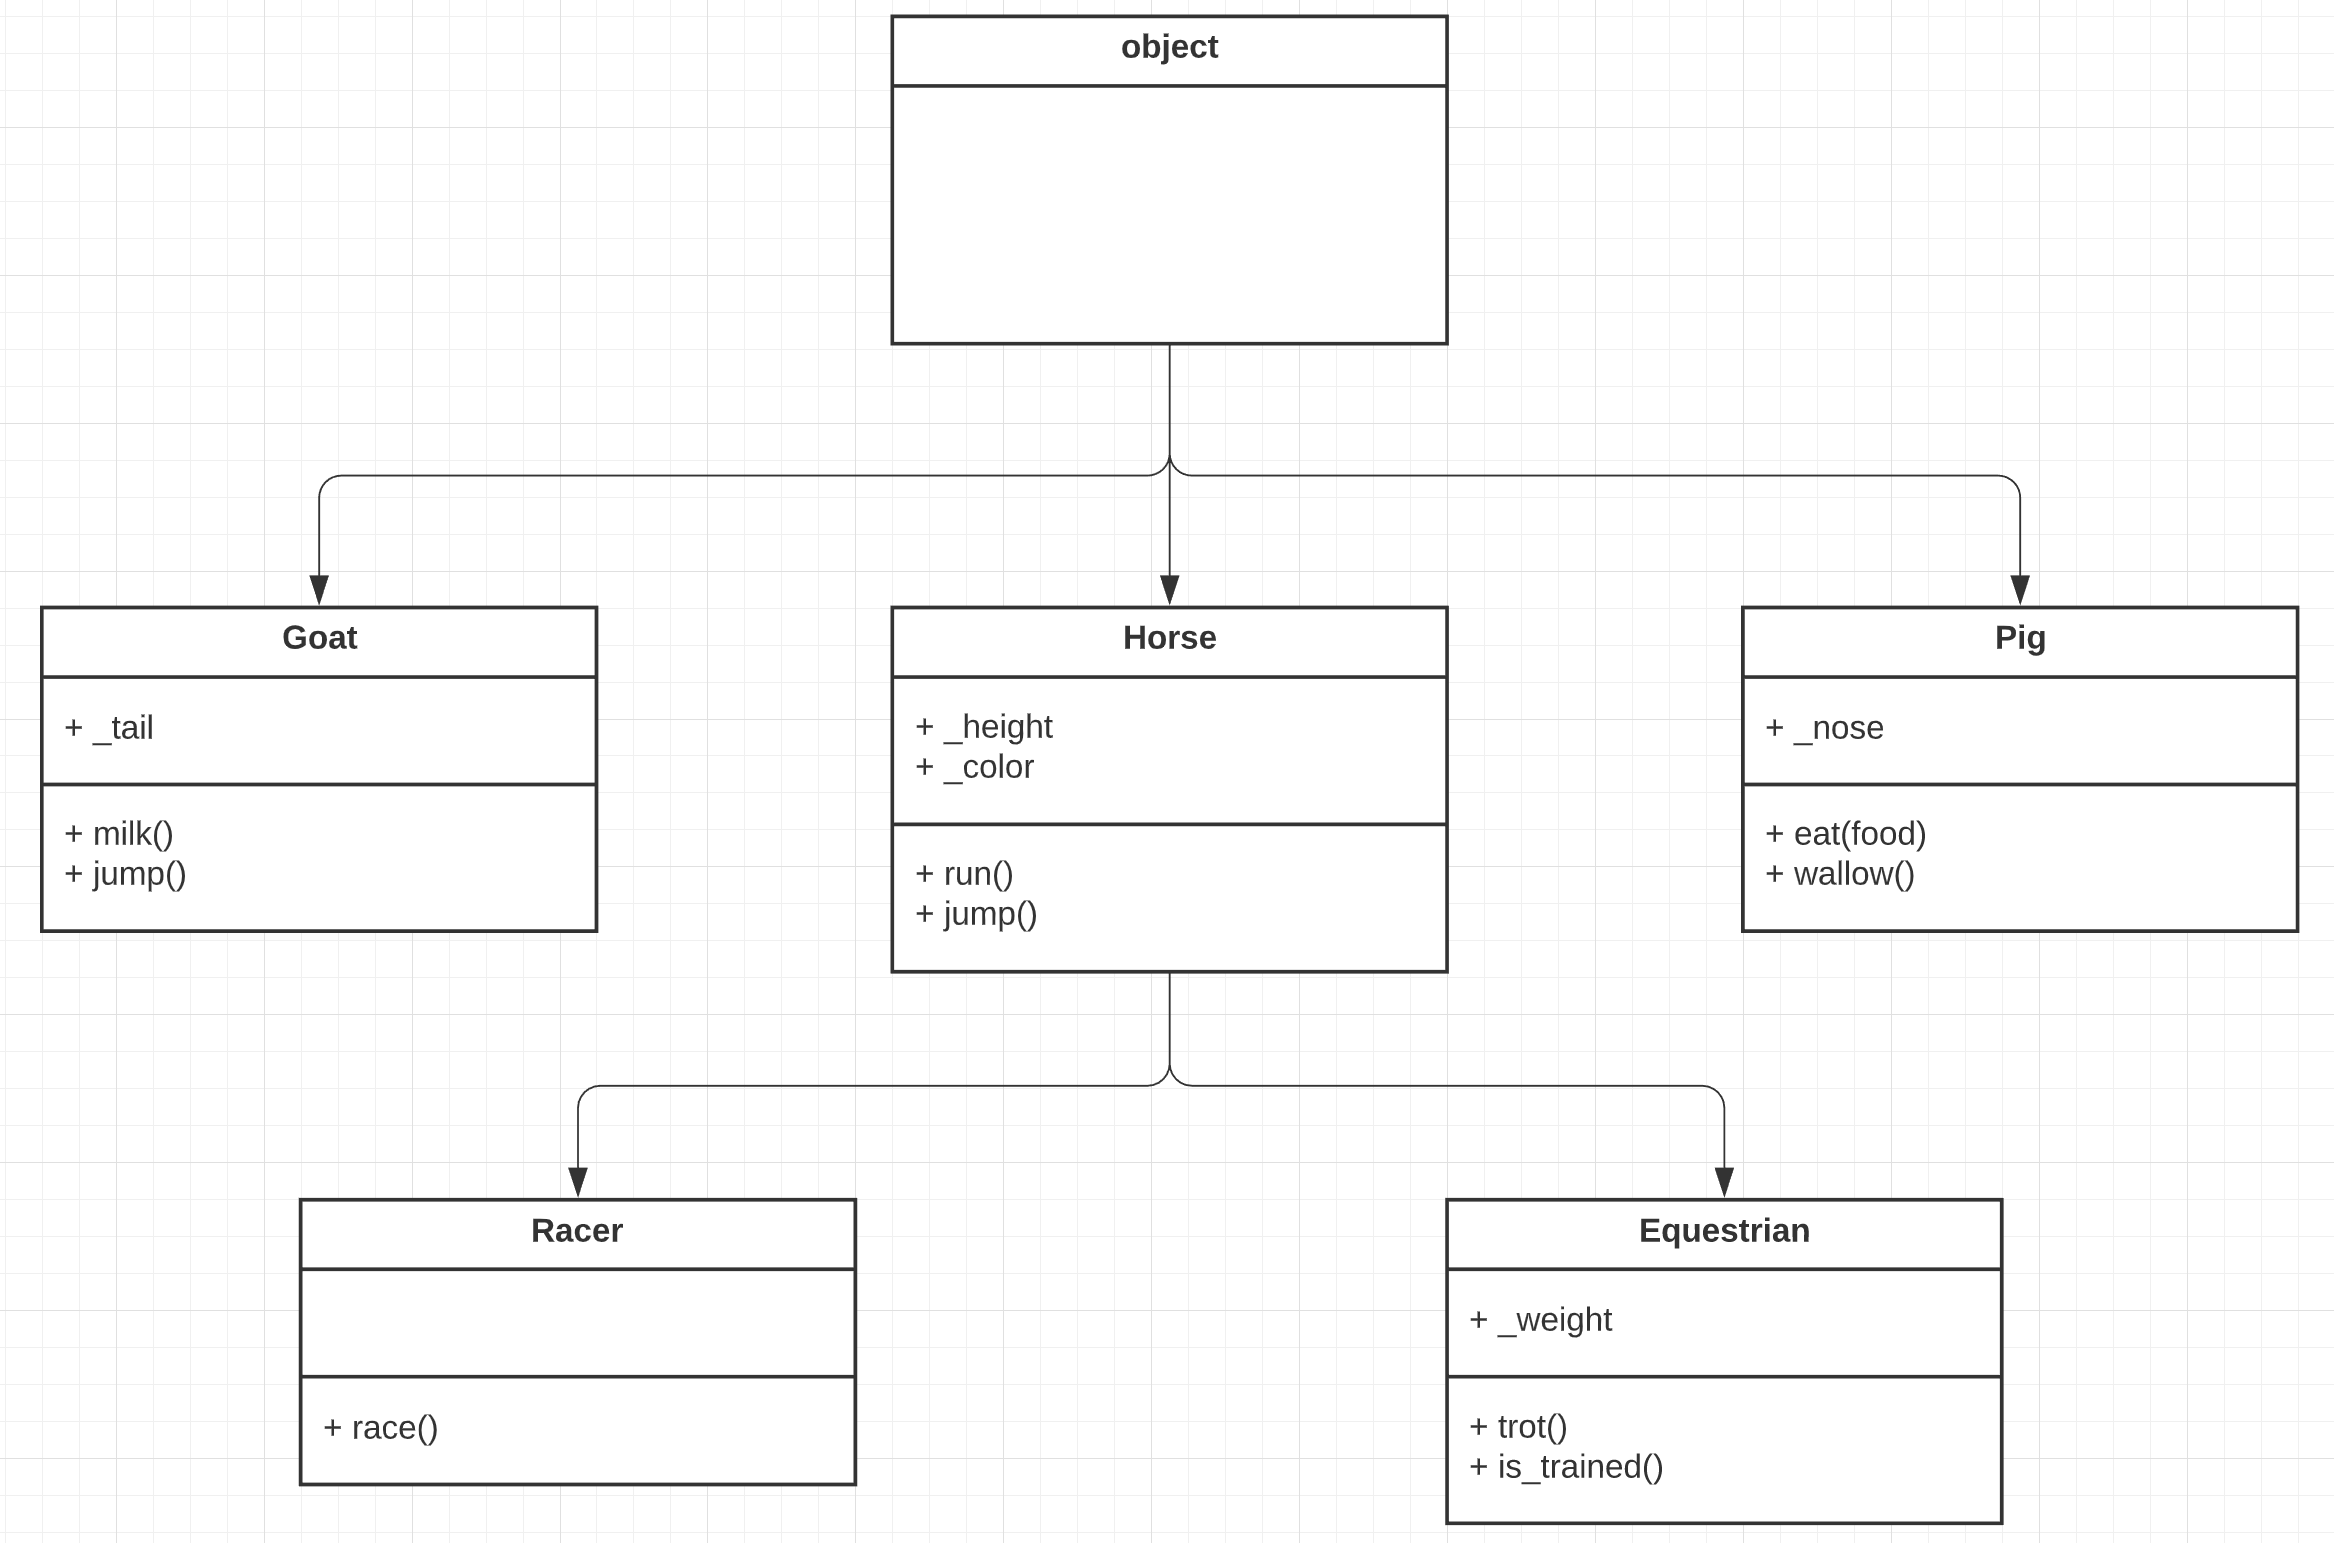 object
Goat
+ _tail
+ milk()
+ jump()
Horse
+ _height
+ _color
+ run()
+ jump()
Pig
+ _nose
+ eat(food)
+ wallow()
Racer
+ race()
Equestrian
+ _weight
+ trot()
+ is_trained()